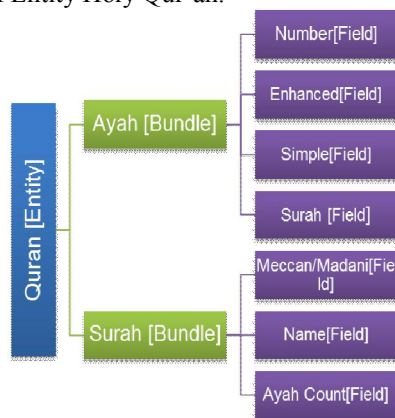 Entity Holy Qur'an.
Number[Field]
Enhanced[Field]
Ayah [Bundle]
Simple[Field]
Surah [Field]
Quran [Entity]
Meccan/Madani[Fie
ld]
Surah [Bundle]
Name[Field]
Ayah Count[Field]